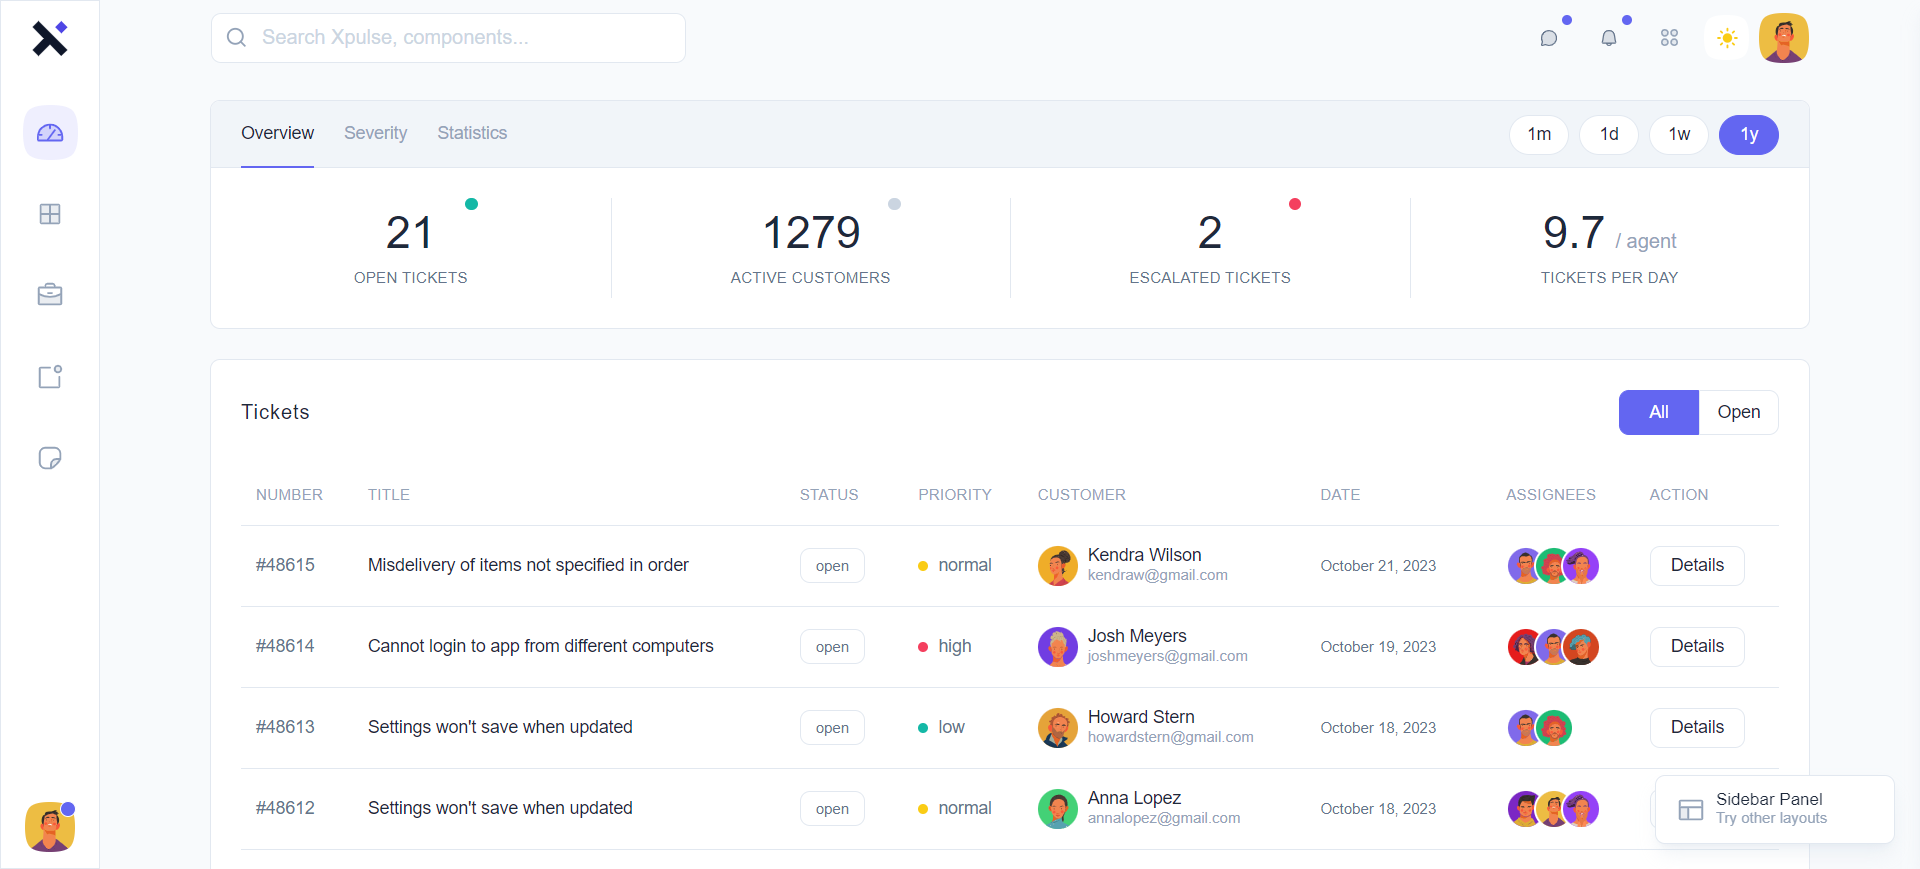 Search Xpulse, components...
Overview Severity Statistics 1m 1d 1w 1y
21 1279 2 9.7 / agent
OPEN TICKETS ACTIVE CUSTOMERS ESCALATED TICKETS TICKETS PER DAY
Tickets All Open
NUMBER TITLE STATUS PRIORITY CUSTOMER DATE ASSIGNEES ACTION
#48615 Misdelivery of items not specified in order open normal Kendra Wilson October 21, 2023 Details
kendraw@gmail.com
#48614 Cannot login to app from different computers open high Josh Meyers October 19, 2023 Details
joshmeyers@gmail.com
#48613 Settings won't save when updated open low Howard Stern October 18, 2023 Details
howardstern@gmail.com
#48612 Settings won't save when updated open normal Anna Lopez October 18, 2023
annalopez@gmail.com
Sidebar Panel
Try other layouts